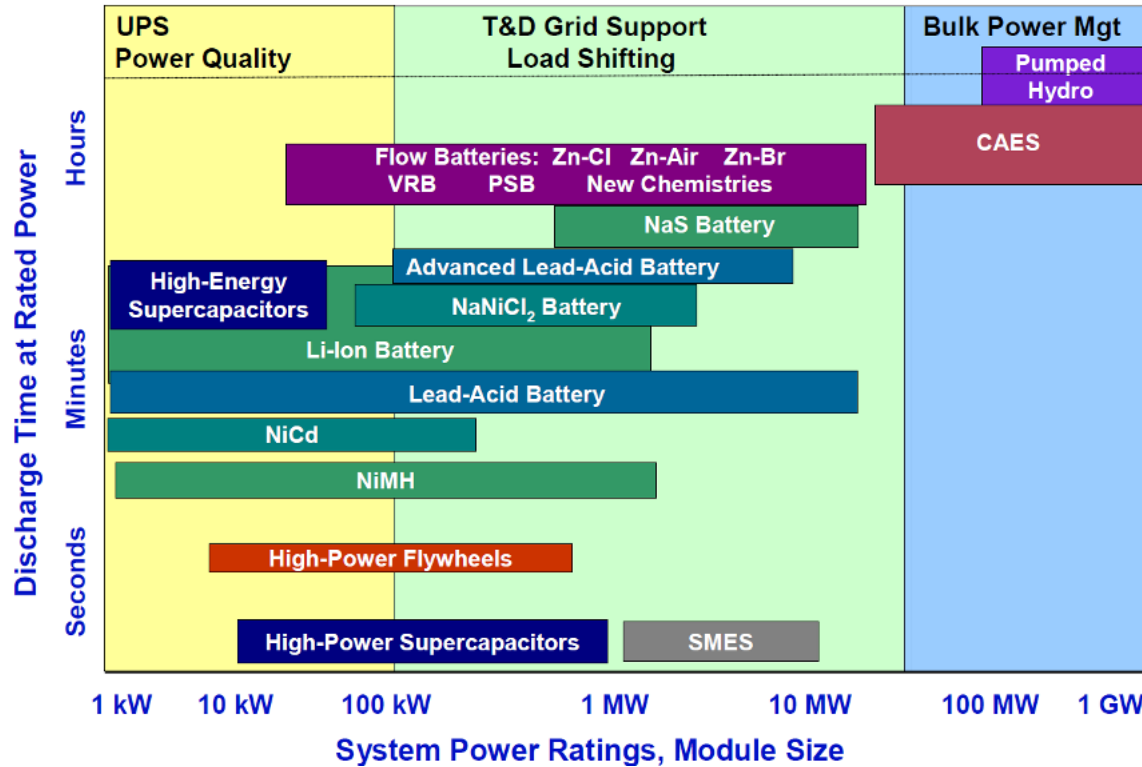 UPS
Power Quality
T&D Grid Support
Load Shifting
Bulk Power Mgt
Pumped
Hydro
CAES
Flow Batteries: Zn-Cl Zn-Air Zn-Br
VRB PSB New Chemistries
NaS Battery
Advanced Lead-Acid Battery
High-Energy
Supercapacitors
NaNiCl₂ Battery
Li-Ion Battery
Lead-Acid Battery
NiCd
NiMH
High-Power Flywheels
High-Power Supercapacitors
SMES
Discharge Time at Rated Power
Hours
Minutes
Seconds
1 kW 10 kW 100 kW 1 MW 10 MW 100 MW 1 GW
System Power Ratings, Module Size